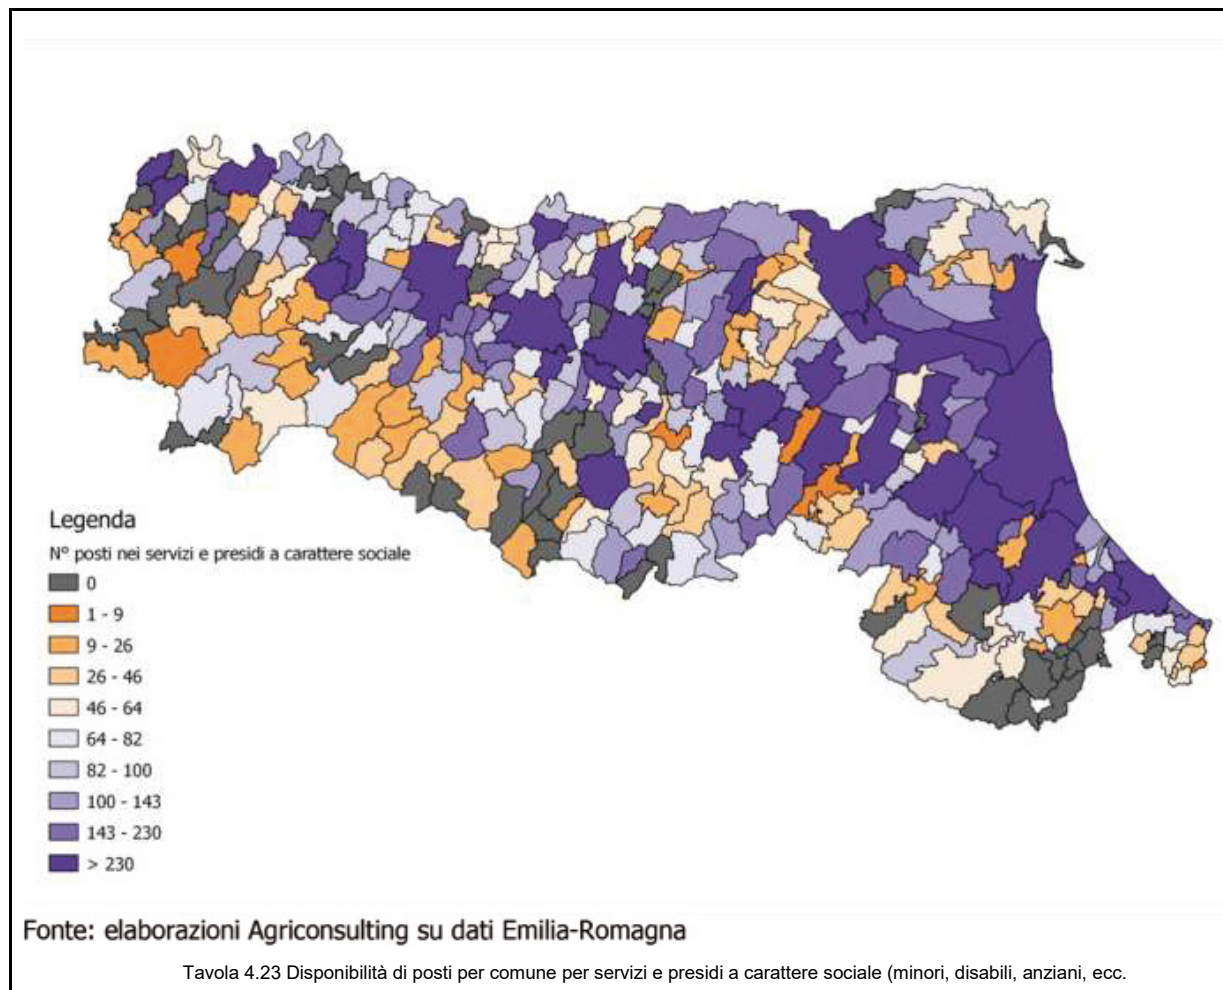 Legenda
N° posti nei servizi e presidi a carattere sociale
0
1 - 9
9 - 26
26 - 46
46 - 64
64 - 82
82 - 100
100 - 143
143 - 230
> 230
Fonte: elaborazioni Agriconsulting su dati Emilia-Romagna
Tavola 4.23 Disponibilità di posti per comune per servizi e presidi a carattere sociale (minori, disabili, anziani, ecc.